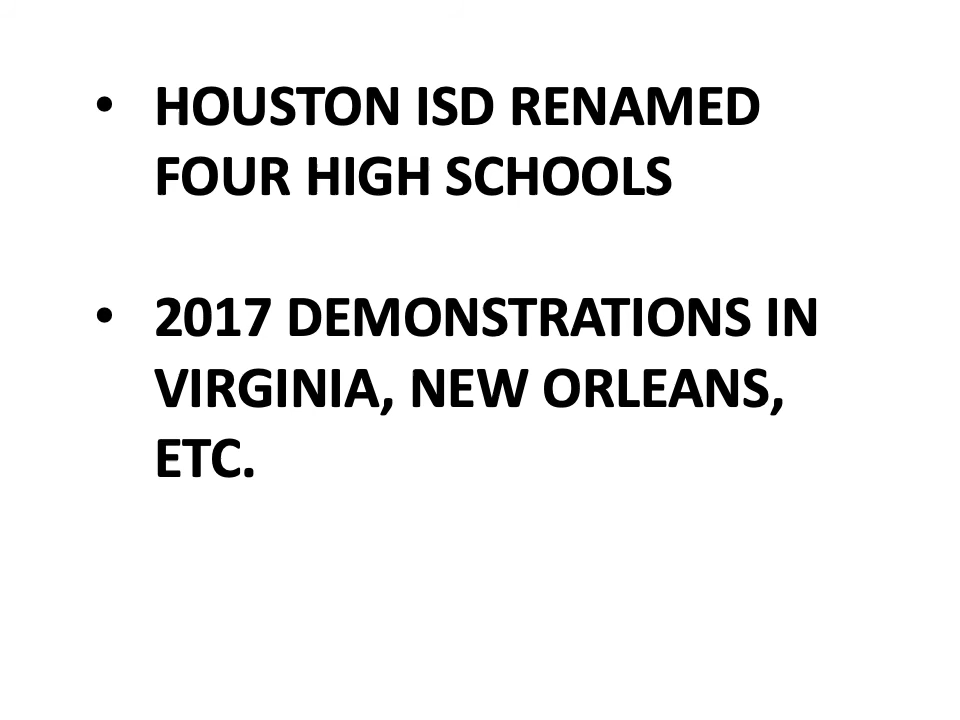 • HOUSTON ISD RENAMED
FOUR HIGH SCHOOLS
• 2017 DEMONSTRATIONS IN
VIRGINIA, NEW ORLEANS,
ETC.